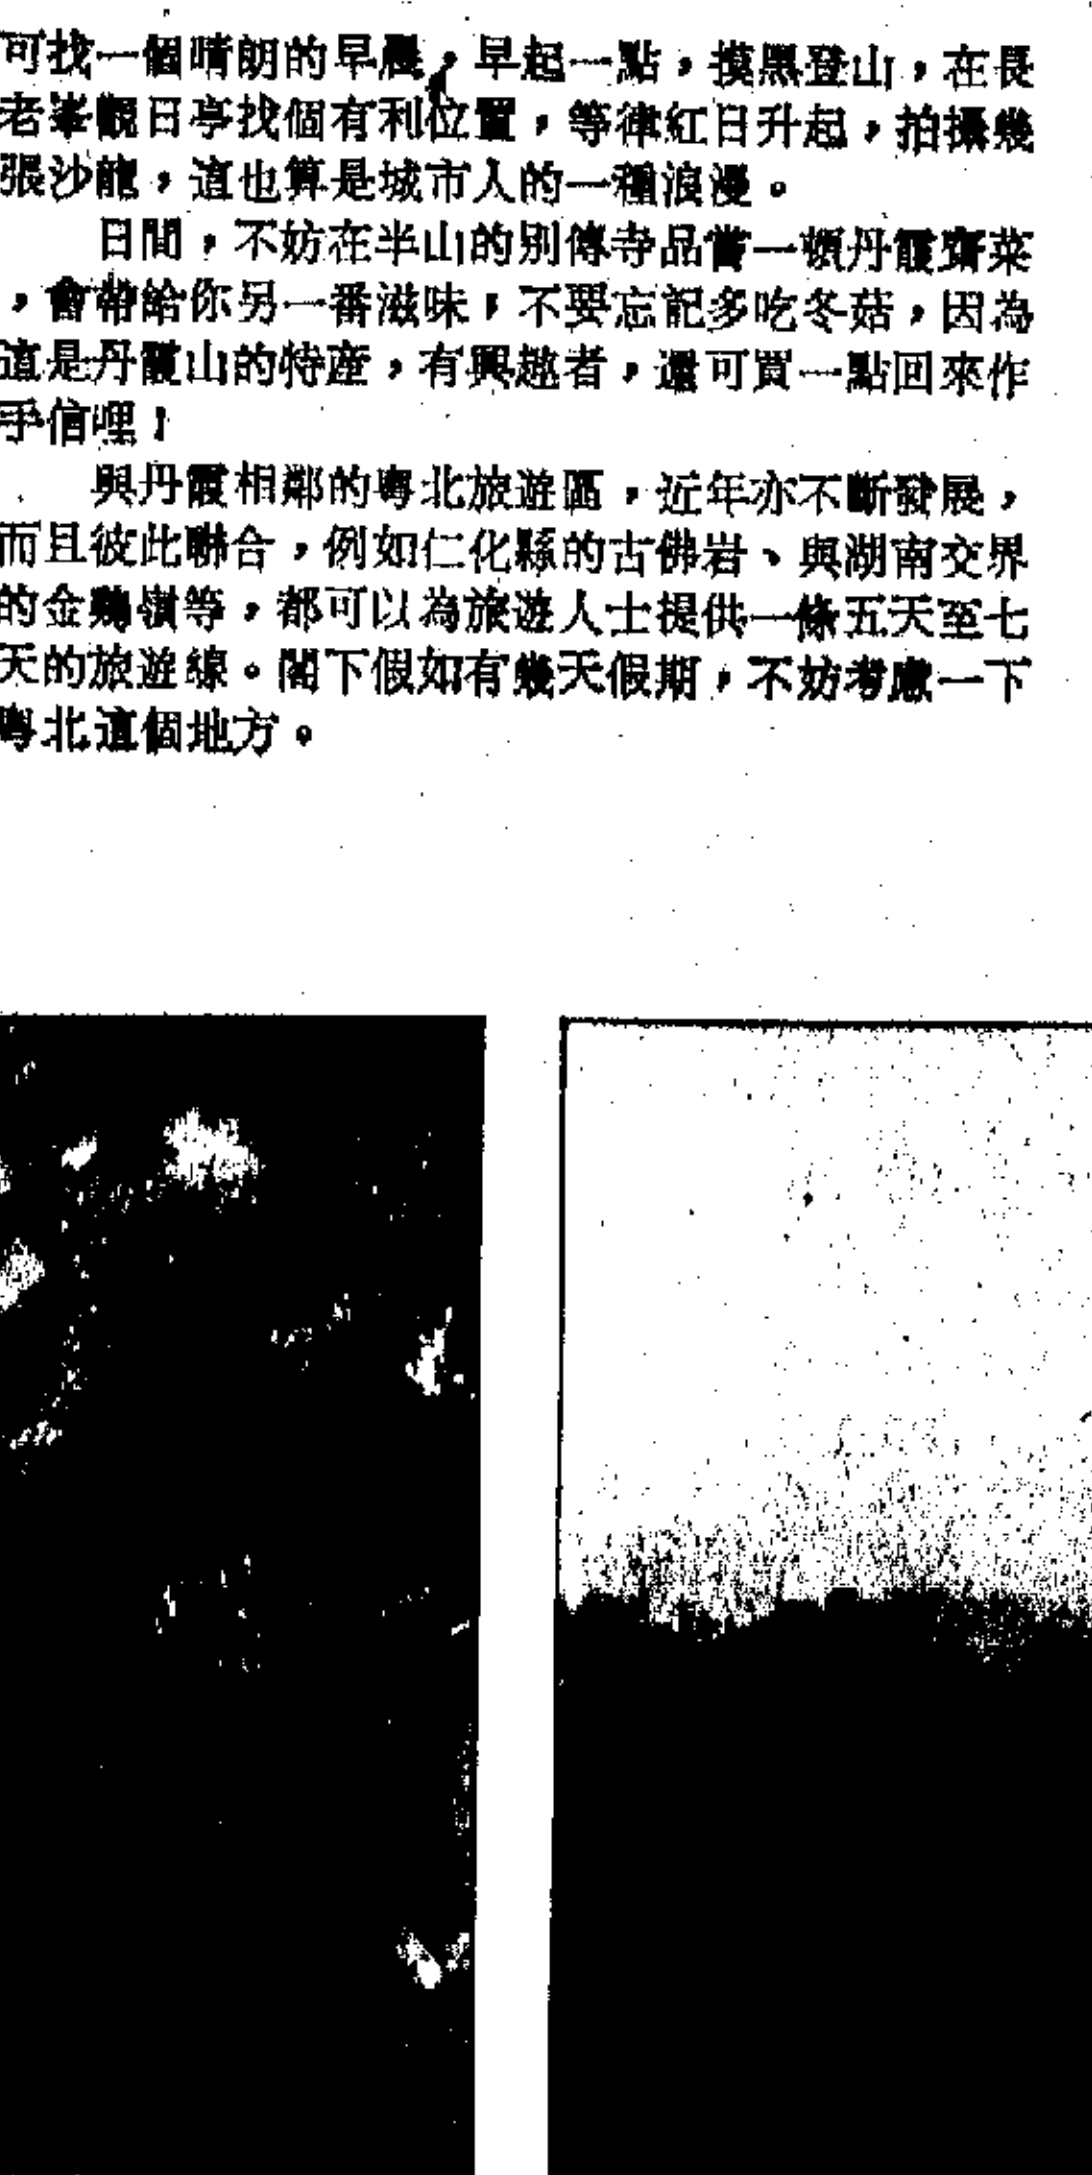 可找一個晴朗的早晨，早起一點，摸黑登山，在長
老峯觀日亭找個有利位置，等律紅日升起，拍攝幾
張沙龍，這也算是城市人的一種浪漫。
日間，不妨在半山的別傳寺品嘗一頓丹霞齋菜
，會帶給你另一番滋味，不要忘記多吃冬菇，因為
這是丹霞山的特產，有興趣者，還可買一點回來作
手信哩！
與丹霞相鄰的粵北旅遊區，近年亦不斷發展，
而且彼此聯合，例如仁化縣的古佛岩、與湖南交界
的金鷄嶺等，都可以為旅遊人士提供一條五天至七
天的旅遊線。閣下假如有幾天假期，不妨考慮一下
粵北這個地方。